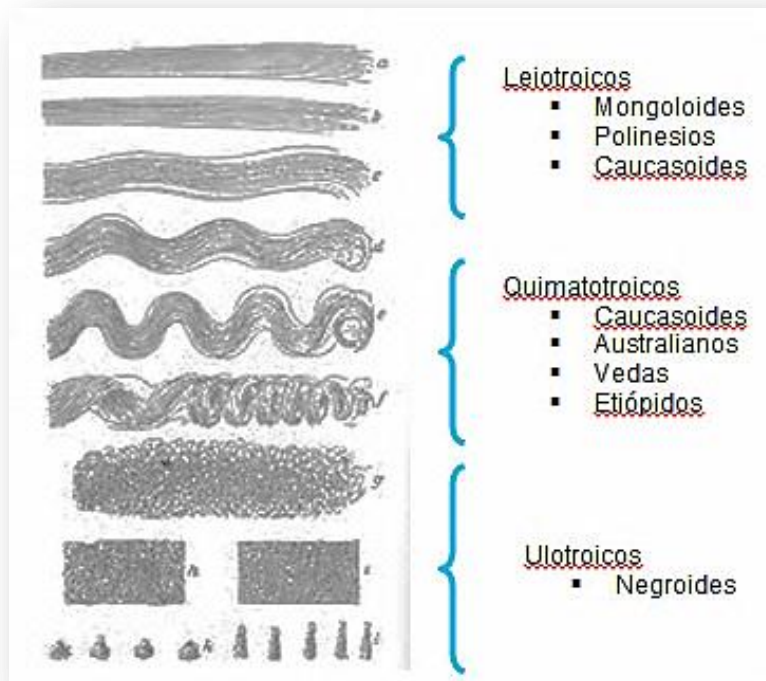 a
b
c
d
e
f
g
h
i
k
l
Leiotroicos
Mongoloides
Polinesios
Caucasoides
Quimatotroicos
Caucasoides
Australianos
Vedas
Etiópidos
Ulotroicos
Negroides